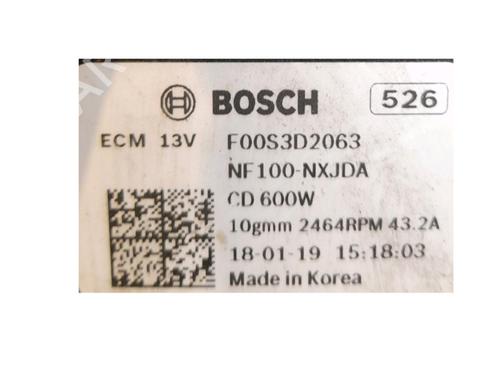 BOSCH 526
ECM 13V F00S3D2063
NF100-NXJDA
CD 600W
10gmm 2464RPM 43.2A
18-01-19 15:18:03
Made in Korea